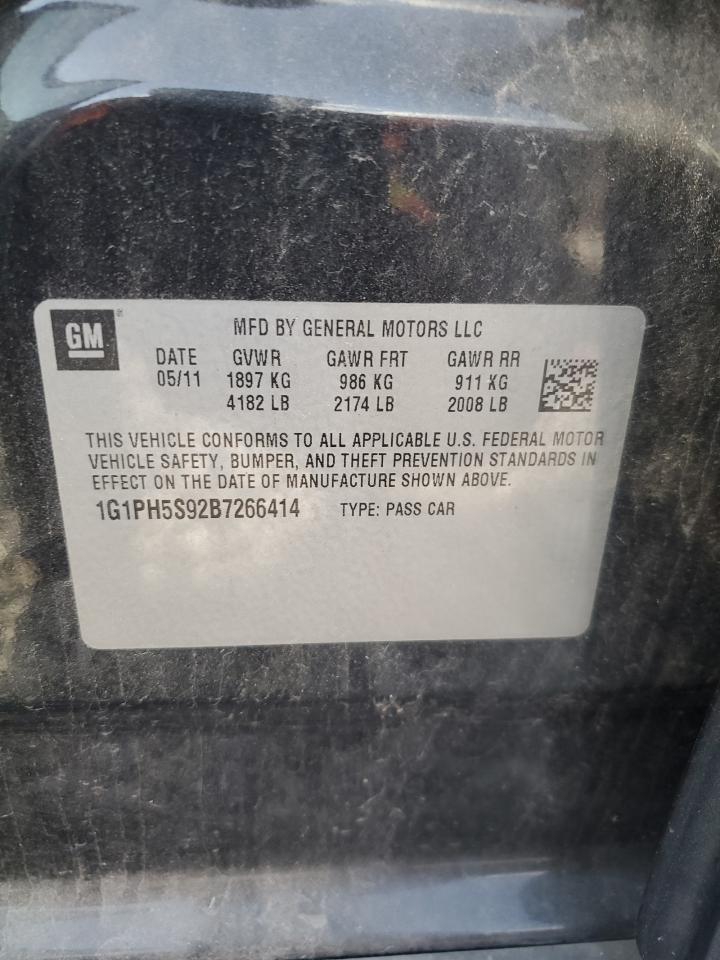 GM
MFD BY GENERAL MOTORS LLC
DATE GVWR GAWR FRT GAWR RR
05/11 1897 KG 986 KG 911 KG
4182 LB 2174 LB 2008 LB
THIS VEHICLE CONFORMS TO ALL APPLICABLE U.S. FEDERAL MOTOR
VEHICLE SAFETY, BUMPER, AND THEFT PREVENTION STANDARDS IN
EFFECT ON THE DATE OF MANUFACTURE SHOWN ABOVE.
1G1PH5S92B7266414 TYPE: PASS CAR